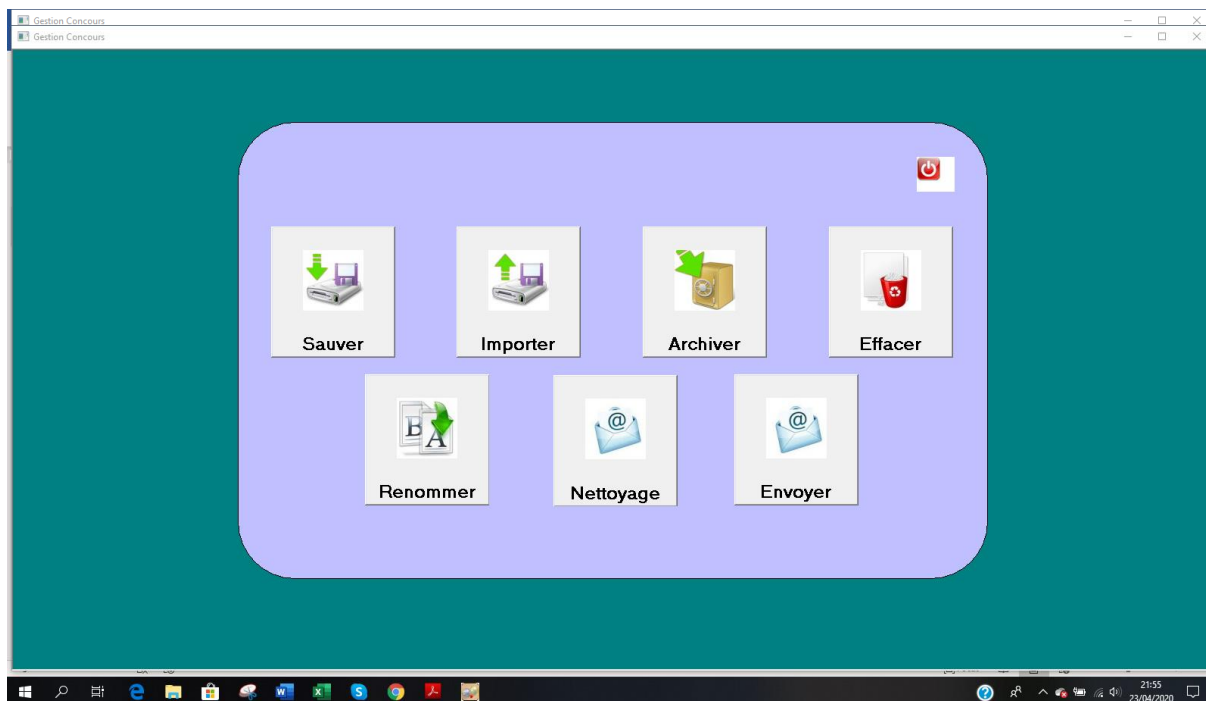 Gestion Concours
Gestion Concours
Sauver
Importer
Archiver
Effacer
Renommer
Nettoyage
Envoyer
21:55
23/04/2020